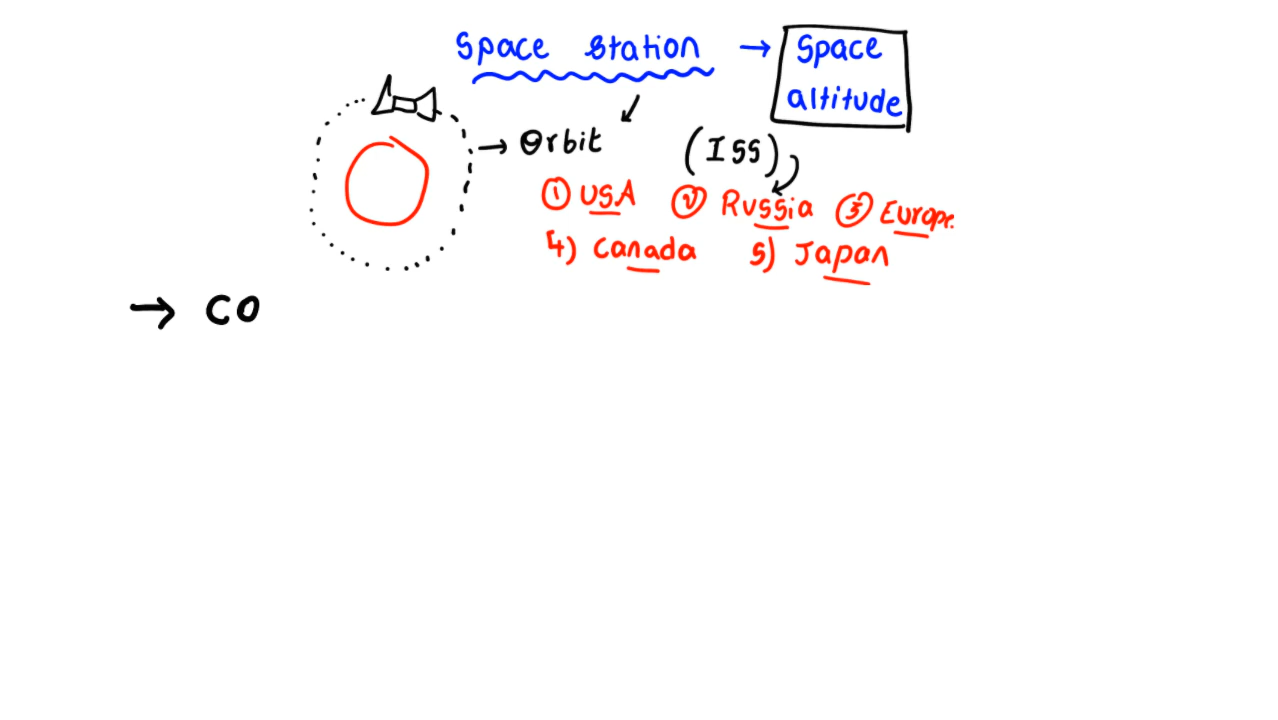 Space Station → Space altitude
→ Orbit (ISS)
① USA ② Russia ③ Europe.
4) Canada 5) Japan
→ CO